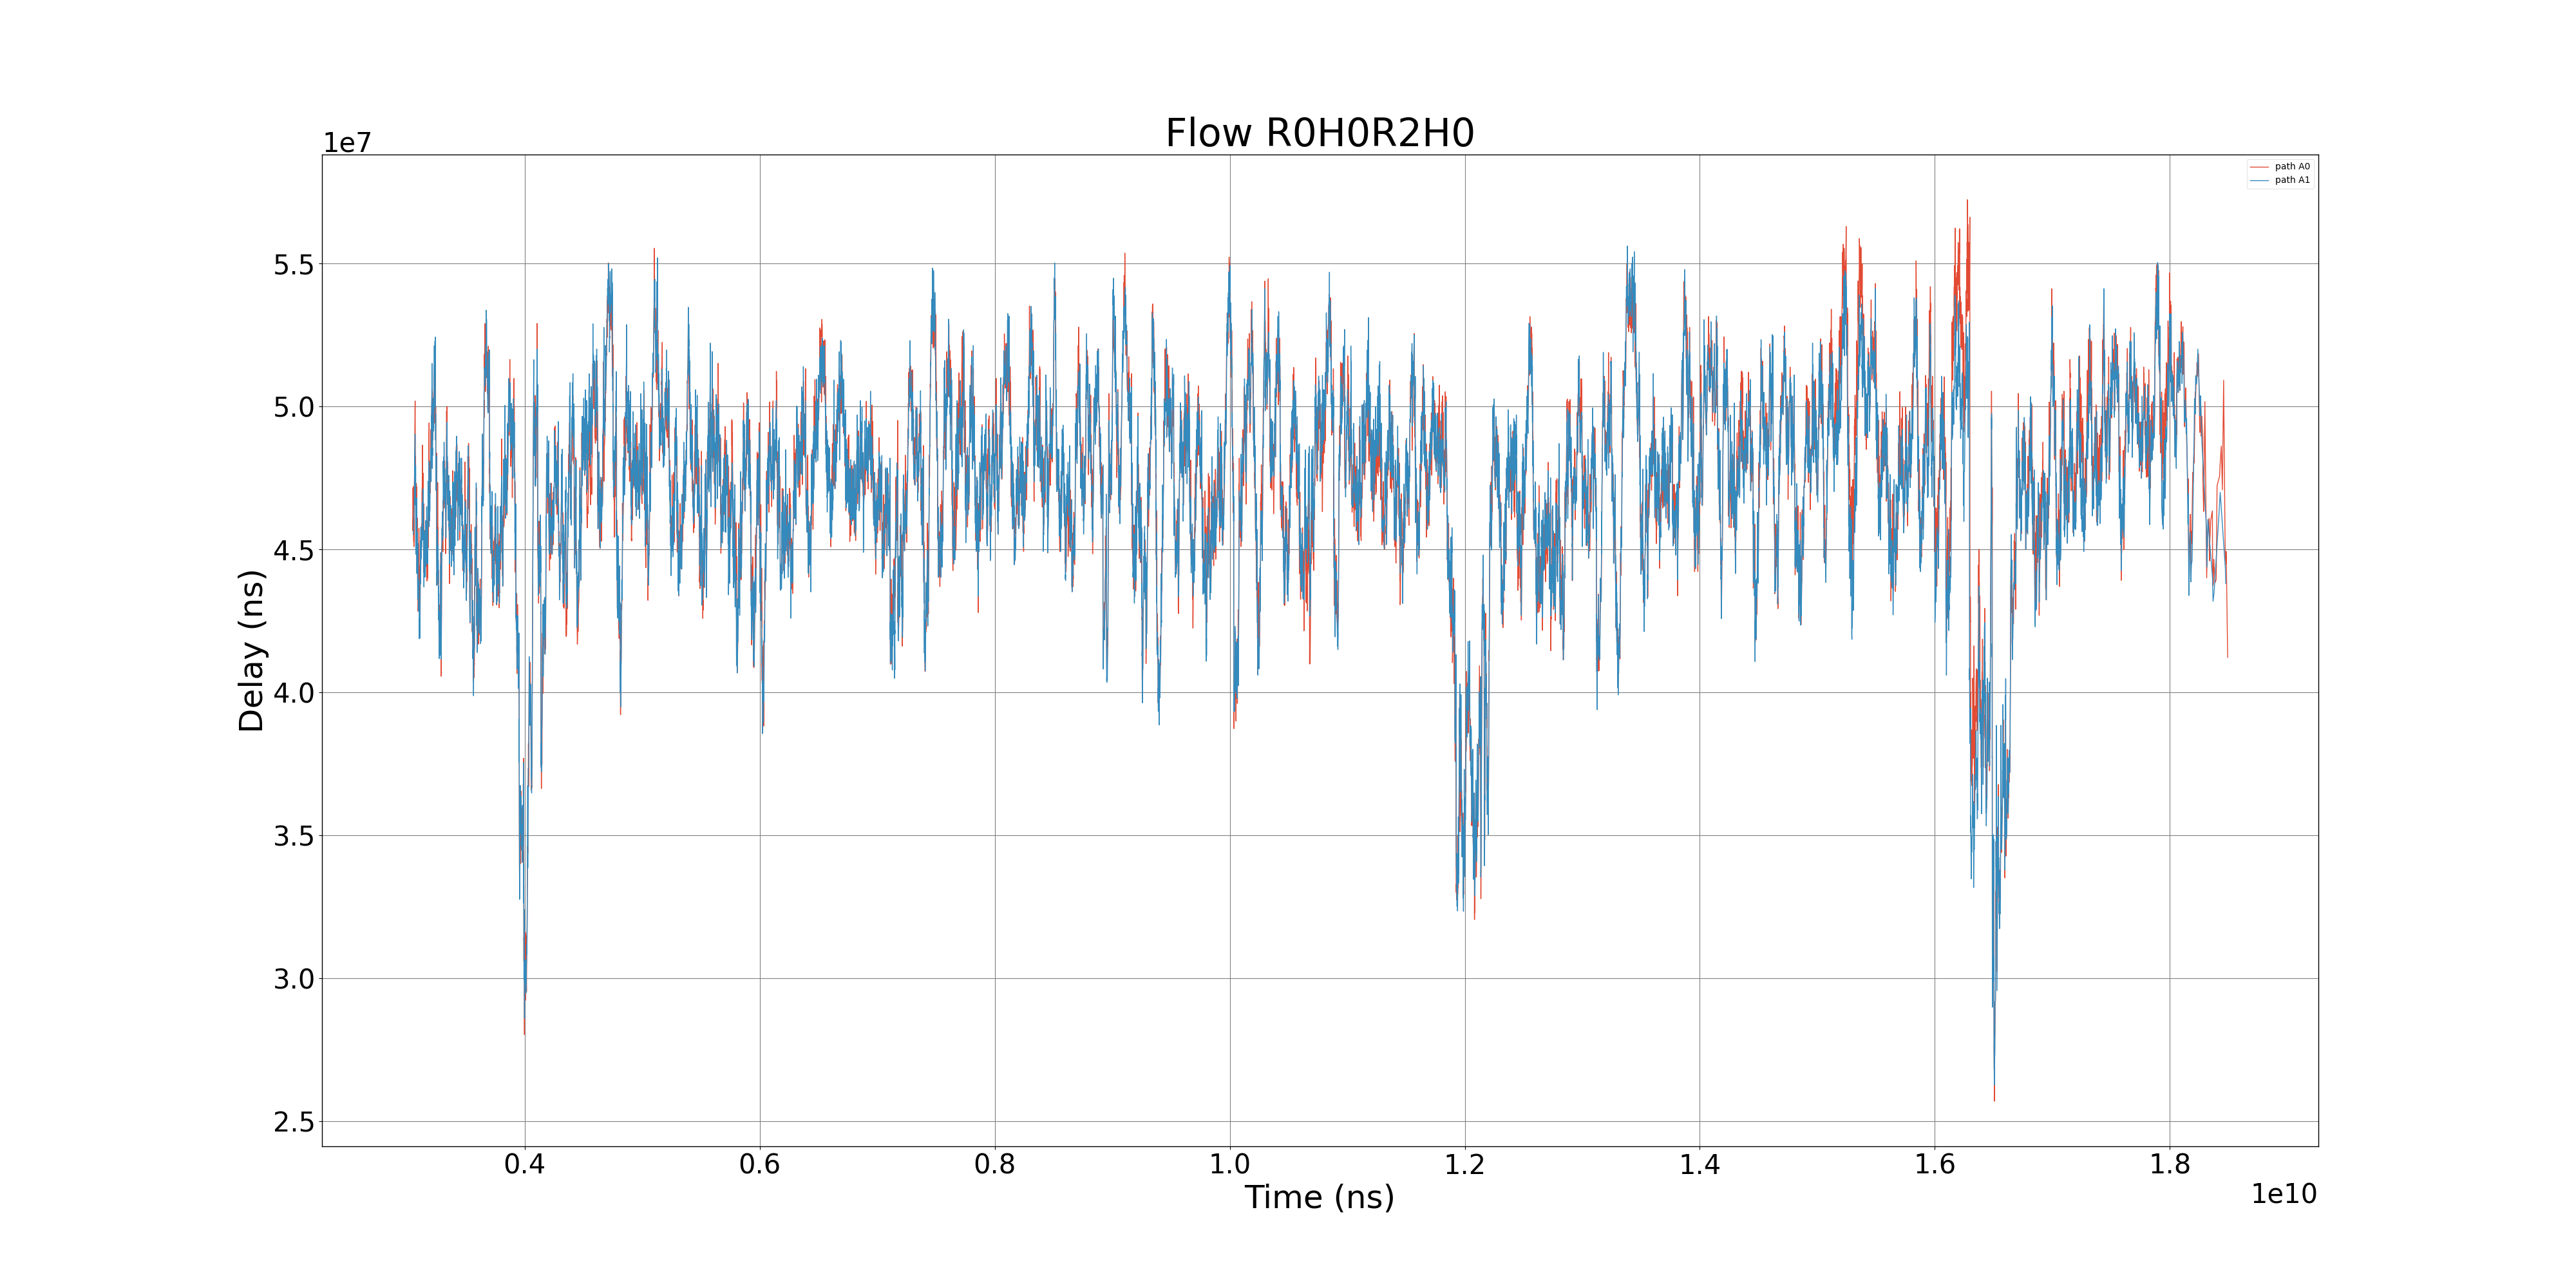 Flow R0H0R2H0
1e7
path A0
path A1
5.5
5.0
4.5
4.0
3.5
3.0
2.5
Delay (ns)
0.4 0.6 0.8 1.0 1.2 1.4 1.6 1.8
Time (ns)
1e10